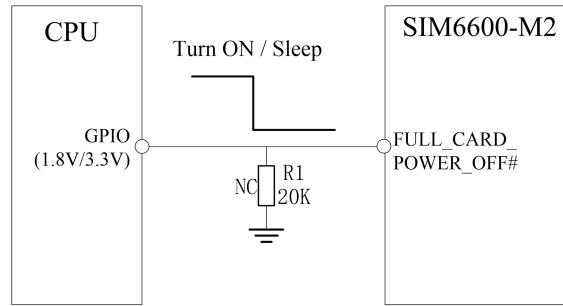 CPU
SIM6600-M2
Turn ON / Sleep
GPIO
(1.8V/3.3V)
FULL_CARD_
POWER_OFF#
NC
R1
20K